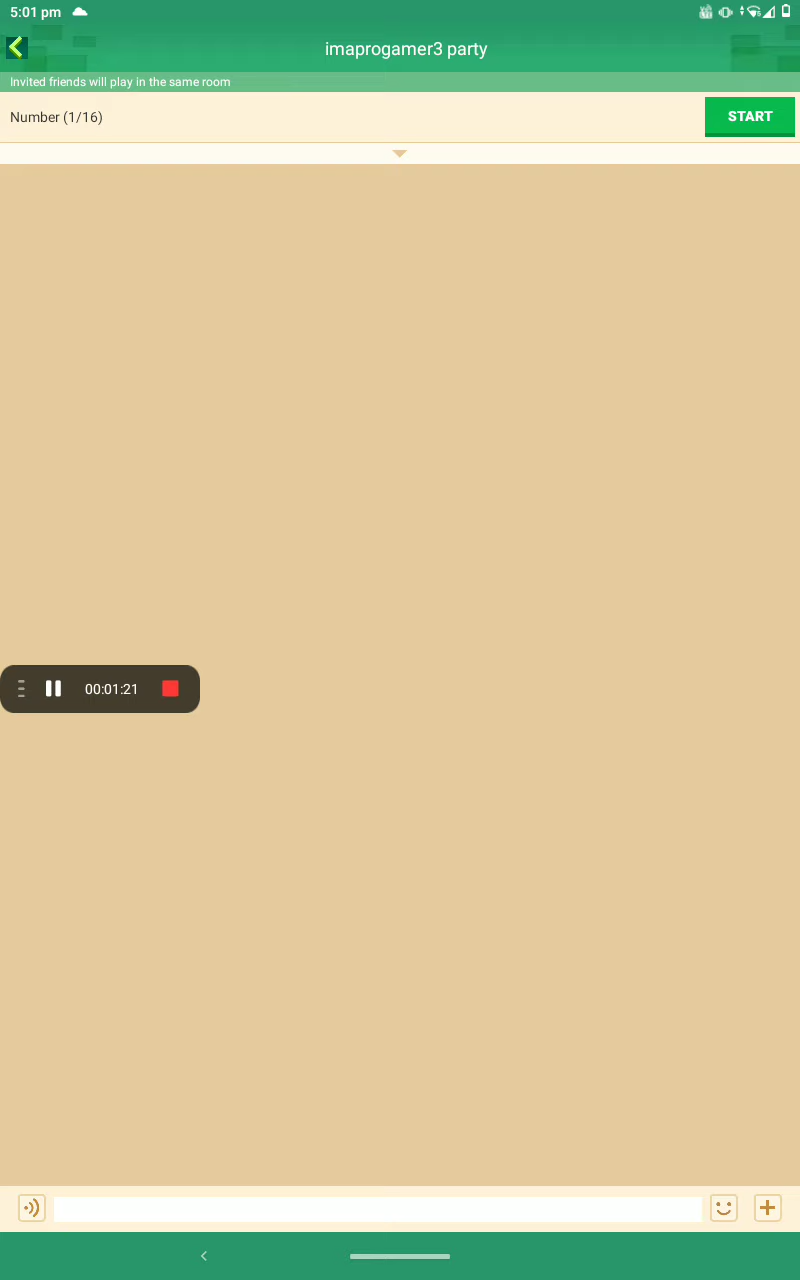 5:01 pm
imaprogamer3 party
Invited friends will play in the same room
Number (1/16)
START
00:01:21